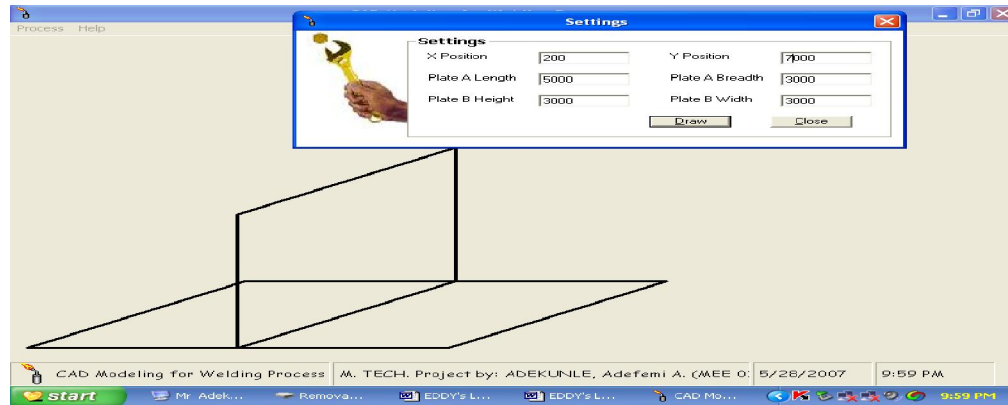 Settings
Process Help
Settings
X Position 200 Y Position 7000
Plate A Length 5000 Plate A Breadth 3000
Plate B Height 3000 Plate B Width 3000
Draw Close
CAD Modeling for Welding Process M. TECH. Project by: ADEKUNLE, Adefemi A. (MEE O: 5/28/2007 9:59 PM
start Mr Adek... Remova... EDDY's L... EDDY's L... CAD Mo... 9:59 PM